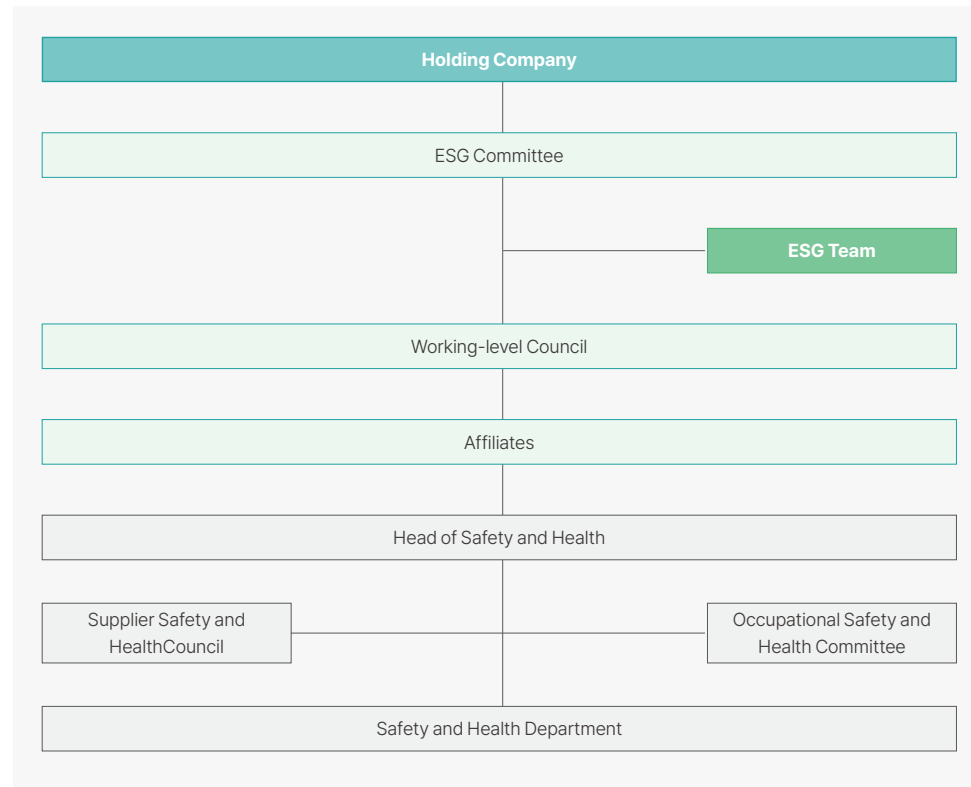 Holding Company
ESG Committee
ESG Team
Working-level Council
Affiliates
Head of Safety and Health
Supplier Safety and
HealthCouncil
Occupational Safety and
Health Committee
Safety and Health Department